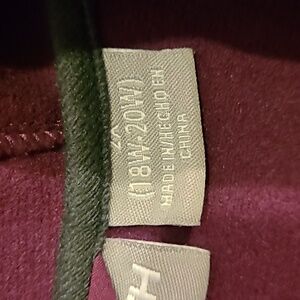 2X
(18W-20W)
MADE IN/HECHO EN
CHINA